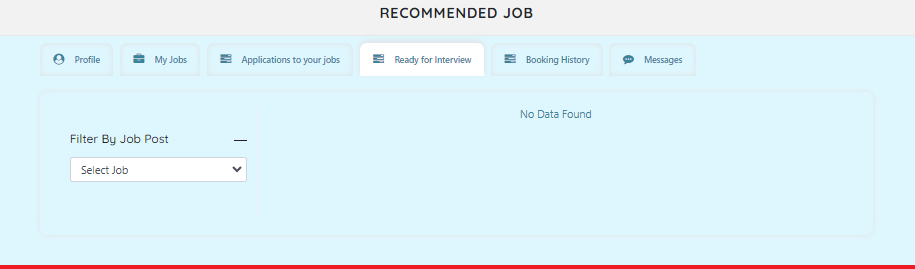 RECOMMENDED JOB
Profile My Jobs Applications to your jobs Ready for Interview Booking History Messages
No Data Found
Filter By Job Post
Select Job